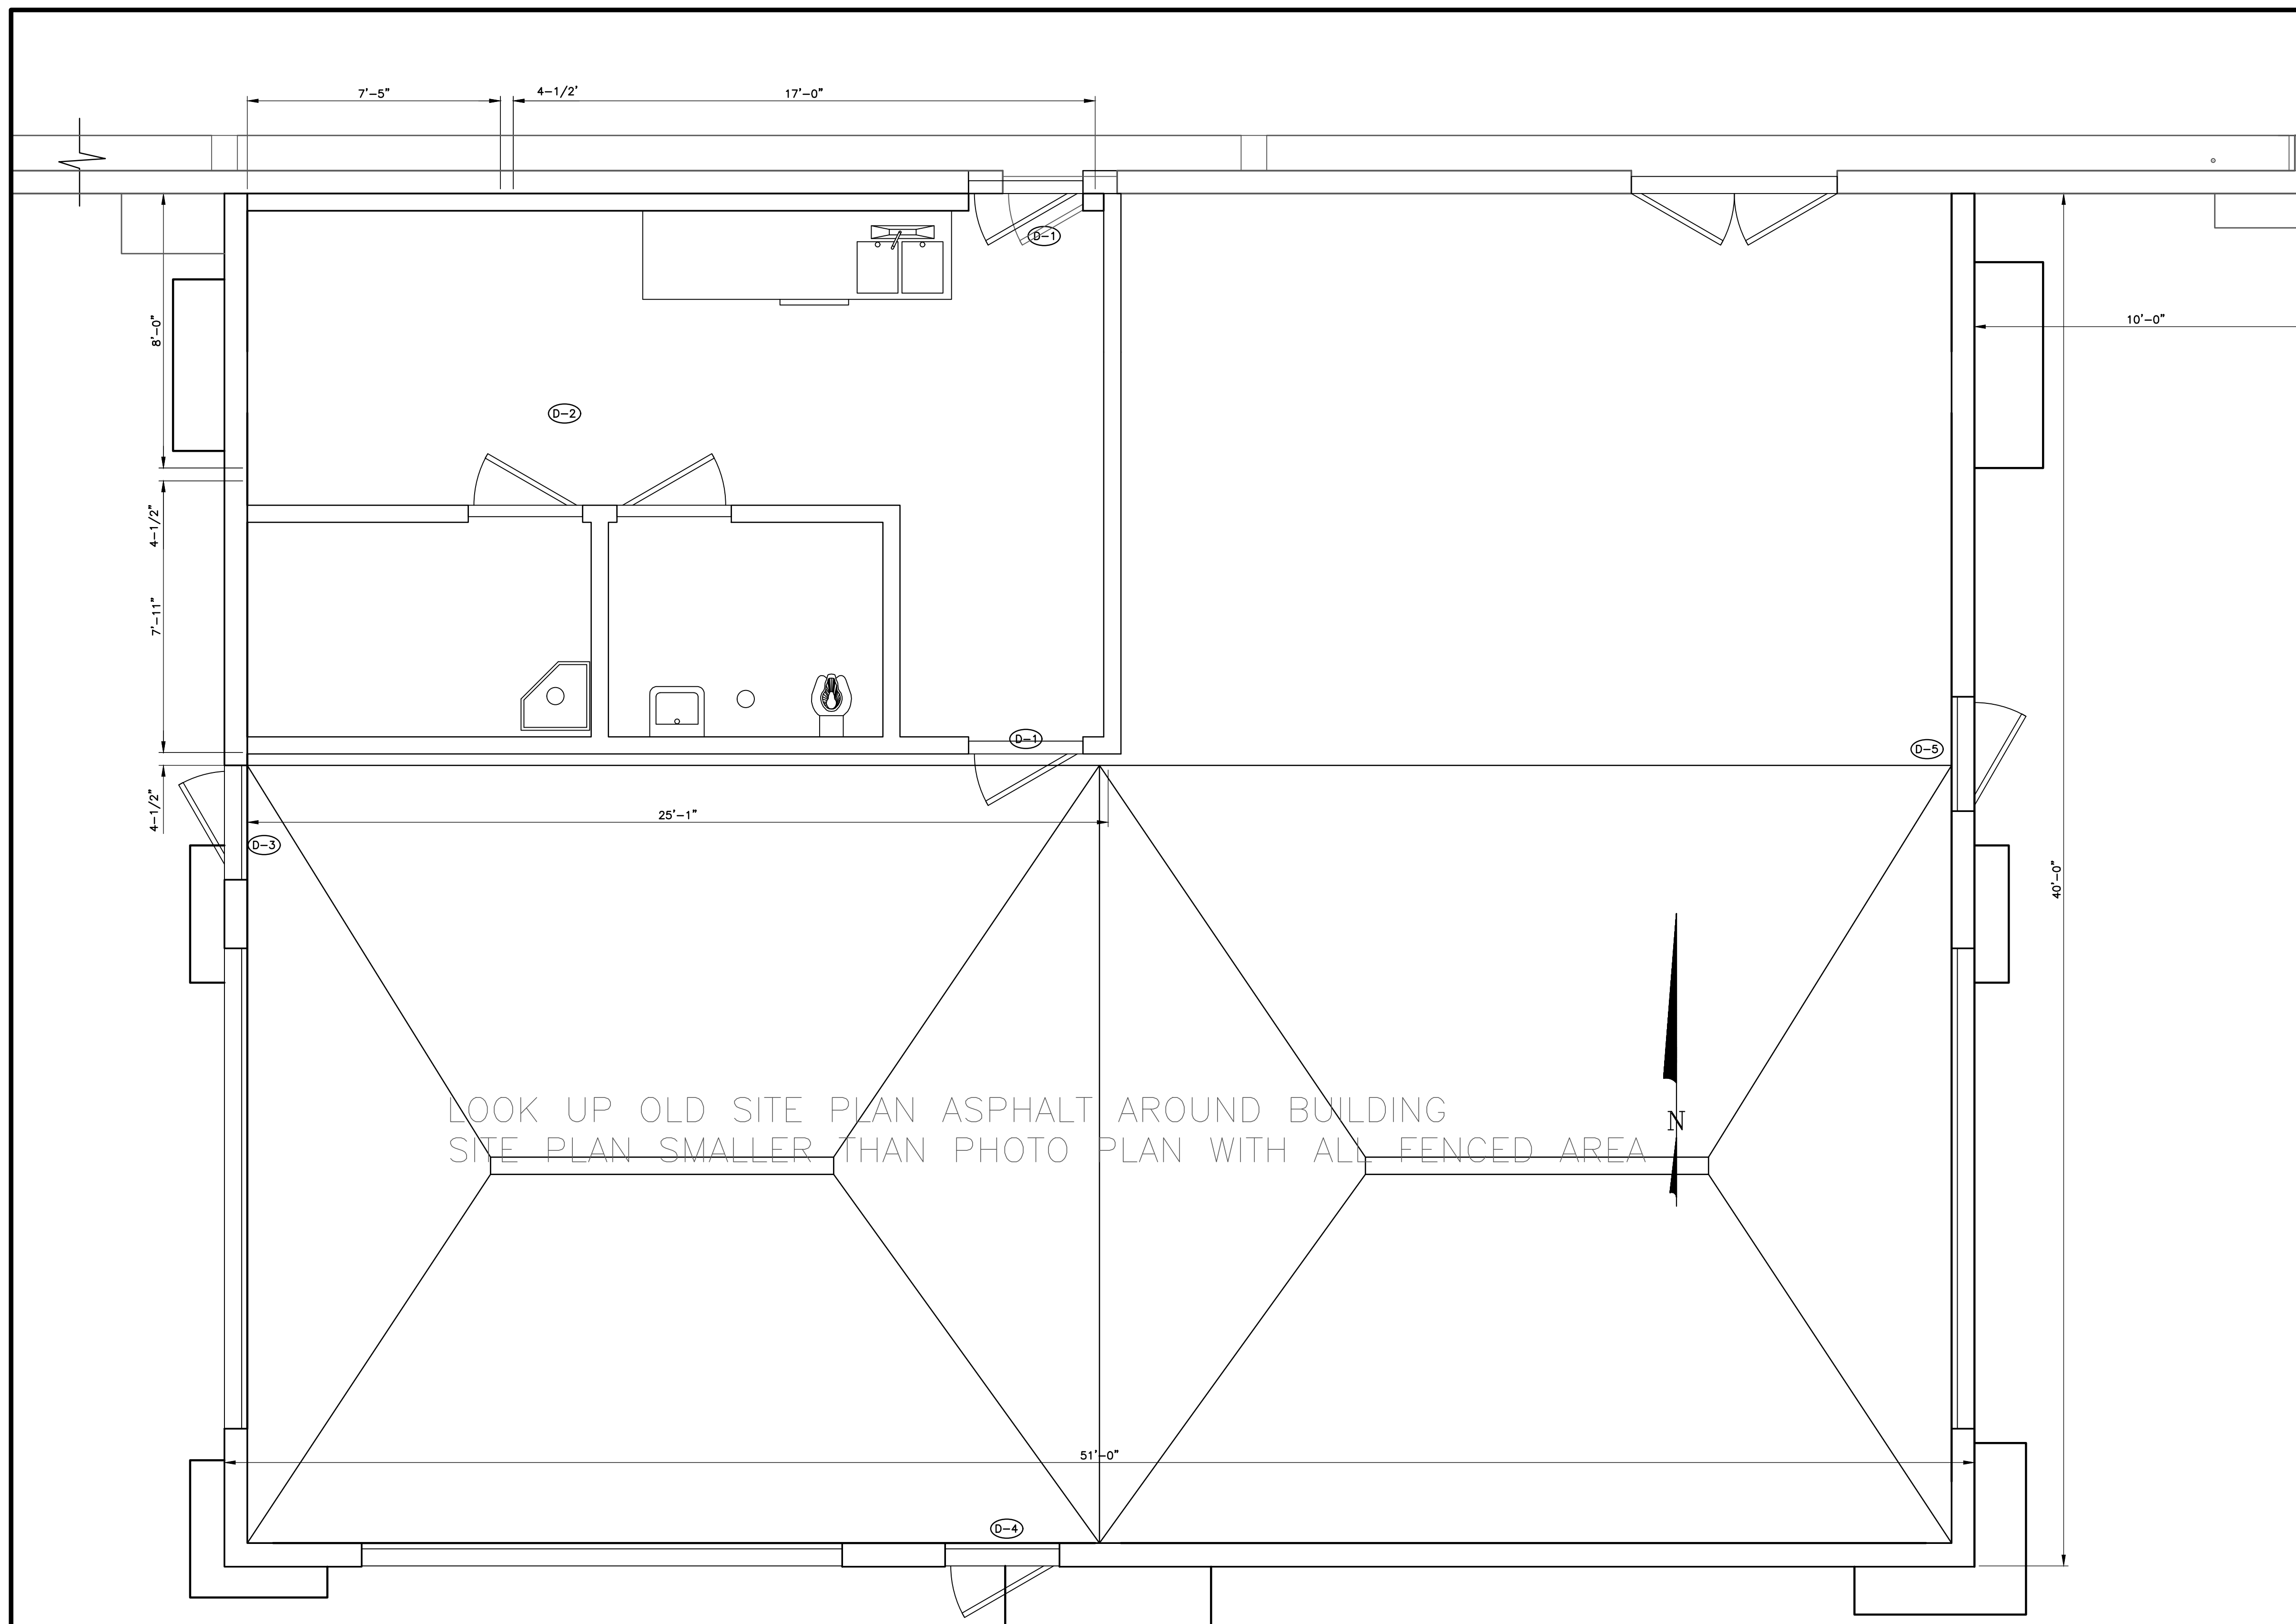 7'-5" 4-1/2' 17'-0"
D-1
8'-0"
10'-0"
D-2
4-1/2"
7'-11"
D-1
D-5
4-1/2"
25'-1"
D-3
40'-0"
LOOK UP OLD SITE PLAN ASPHALT AROUND BUILDING
N
SITE PLAN SMALLER THAN PHOTO PLAN WITH ALL FENCED AREA
51'-0"
D-4